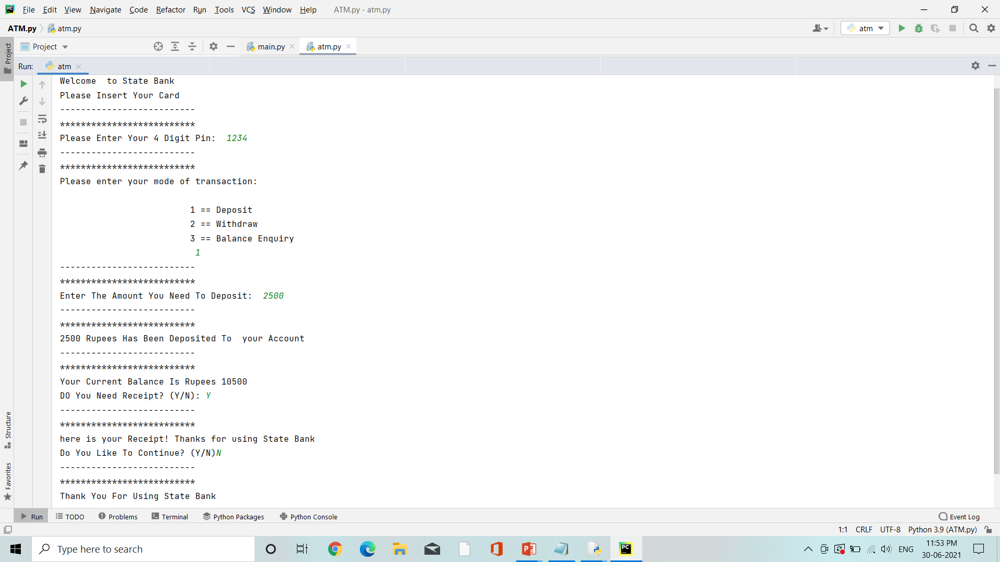 File Edit View Navigate Code Refactor Run Tools VCS Window Help ATM.py - atm.py
ATM.py atm.py atm
Project main.py atm.py
Project
Run: atm
Welcome  to State Bank
Please Insert Your Card
--------------------------
**************************
Please Enter Your 4 Digit Pin:  1234
--------------------------
**************************
Please enter your mode of transaction:
1 == Deposit
2 == Withdraw
3 == Balance Enquiry
1
--------------------------
**************************
Enter The Amount You Need To Deposit:  2500
--------------------------
**************************
2500 Rupees Has Been Deposited To  your Account
--------------------------
**************************
Your Current Balance Is Rupees 10500
DO You Need Receipt? (Y/N): Y
--------------------------
**************************
here is your Receipt! Thanks for using State Bank
Do You Like To Continue? (Y/N)N
--------------------------
**************************
Thank You For Using State Bank
Structure
Favorites
Run TODO Problems Terminal Python Packages Python Console Event Log
1:1 CRLF UTF-8 Python 3.9 (ATM.py)
Type here to search ENG 11:53 PM
30-06-2021